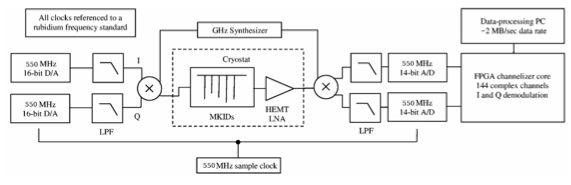 All clocks referenced to a
rubidium frequency standard
GHz Synthesizer
Data-processing PC
~2 MB/sec data rate
550 MHz
16-bit D/A
I
Cryostat
550 MHz
14-bit A/D
FPGA channelizer core
144 complex channels
I and Q demodulation
550 MHz
16-bit D/A
Q
LPF
MKIDs
HEMT
LNA
LPF
550 MHz
14-bit A/D
550 MHz sample clock